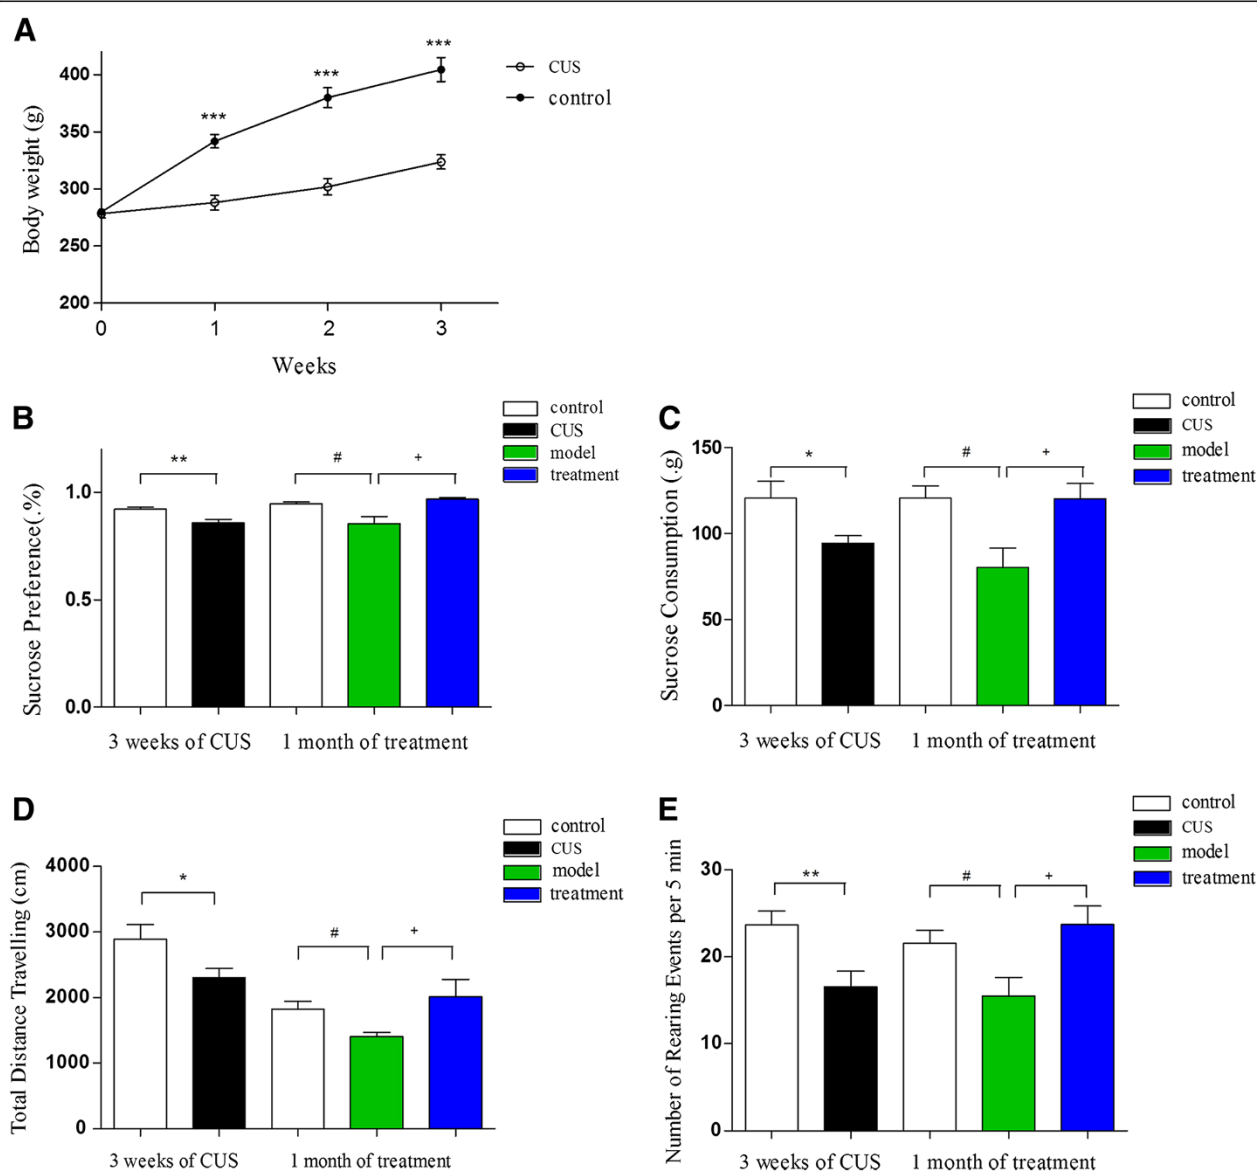 A
***
***
***
CUS
control
400
350
300
250
200
Body weight (g)
0 1 2 3
Weeks
B
control
CUS
model
treatment
** # +
1.0
0.5
0.0
Sucrose Preference(.%)
3 weeks of CUS 1 month of treatment
C
control
CUS
model
treatment
* # +
150
100
50
0
Sucrose Consumption (.g)
3 weeks of CUS 1 month of treatment
D
control
CUS
model
treatment
* # +
4000
3000
2000
1000
0
Total Distance Travelling (cm)
3 weeks of CUS 1 month of treatment
E
control
CUS
model
treatment
** # +
30
20
10
0
Number of Rearing Events per 5 min
3 weeks of CUS 1 month of treatment